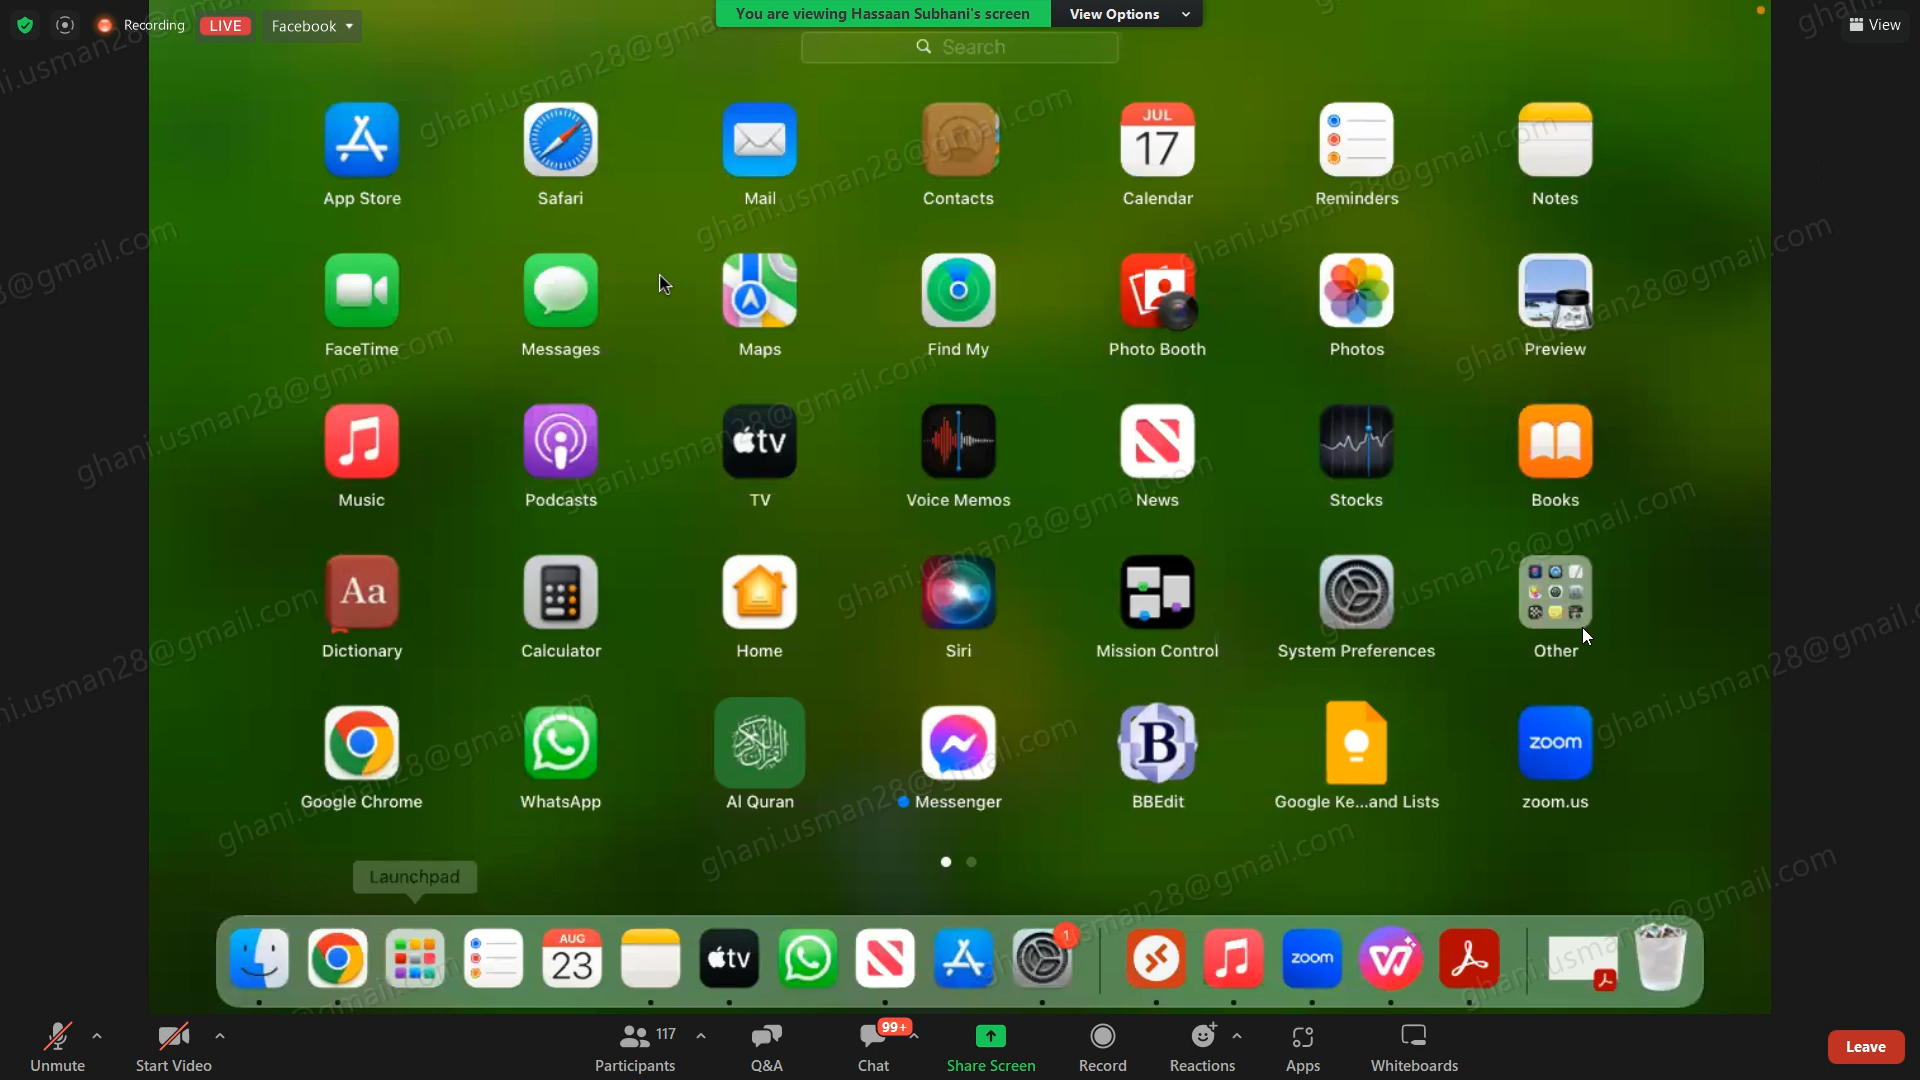 You are viewing Hassaan Subhani's screen
View Options
Recording
LIVE
Facebook
View
Search
App Store
Safari
Mail
Contacts
JUL
17
Calendar
Reminders
Notes
FaceTime
Messages
Maps
Find My
Photo Booth
Photos
Preview
Music
Podcasts
tv
TV
Voice Memos
News
Stocks
Books
Aa
Dictionary
Calculator
Home
Siri
Mission Control
System Preferences
Other
Google Chrome
WhatsApp
Al Quran
Messenger
B
BBEdit
Google Ke...and Lists
zoom
zoom.us
Launchpad
AUG
23
tv
1
zoom
Unmute
Start Video
117
Participants
Q&A
99+
Chat
Share Screen
Record
Reactions
Apps
Whiteboards
Leave
ghani.usman28@gmail.com